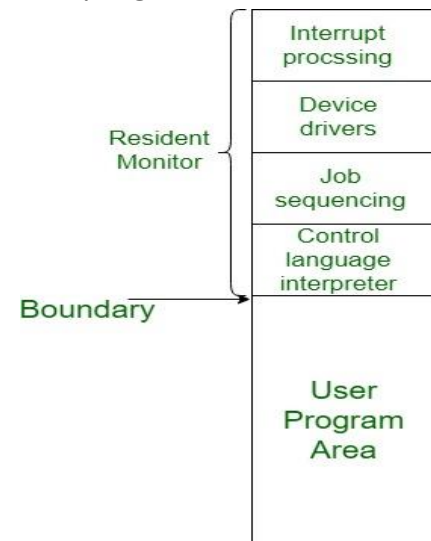 Interrupt
procssing
Device
drivers
Resident
Monitor
Job
sequencing
Control
language
interpreter
Boundary
User
Program
Area